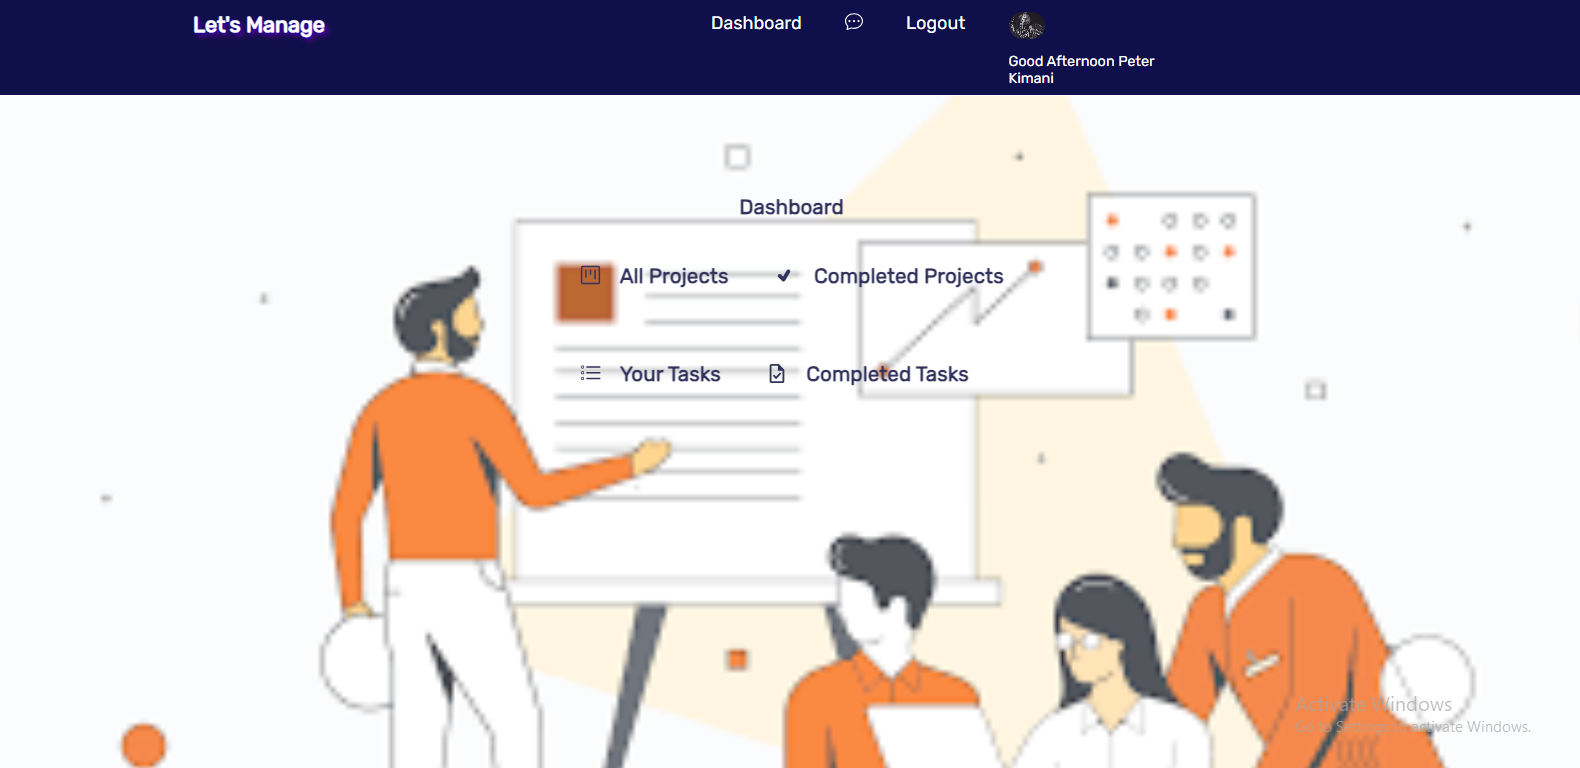 Let's Manage
Dashboard
Logout
Good Afternoon Peter
Kimani
Dashboard
All Projects
Completed Projects
Your Tasks
Completed Tasks
Activate Windows
Go to Settings to activate Windows.